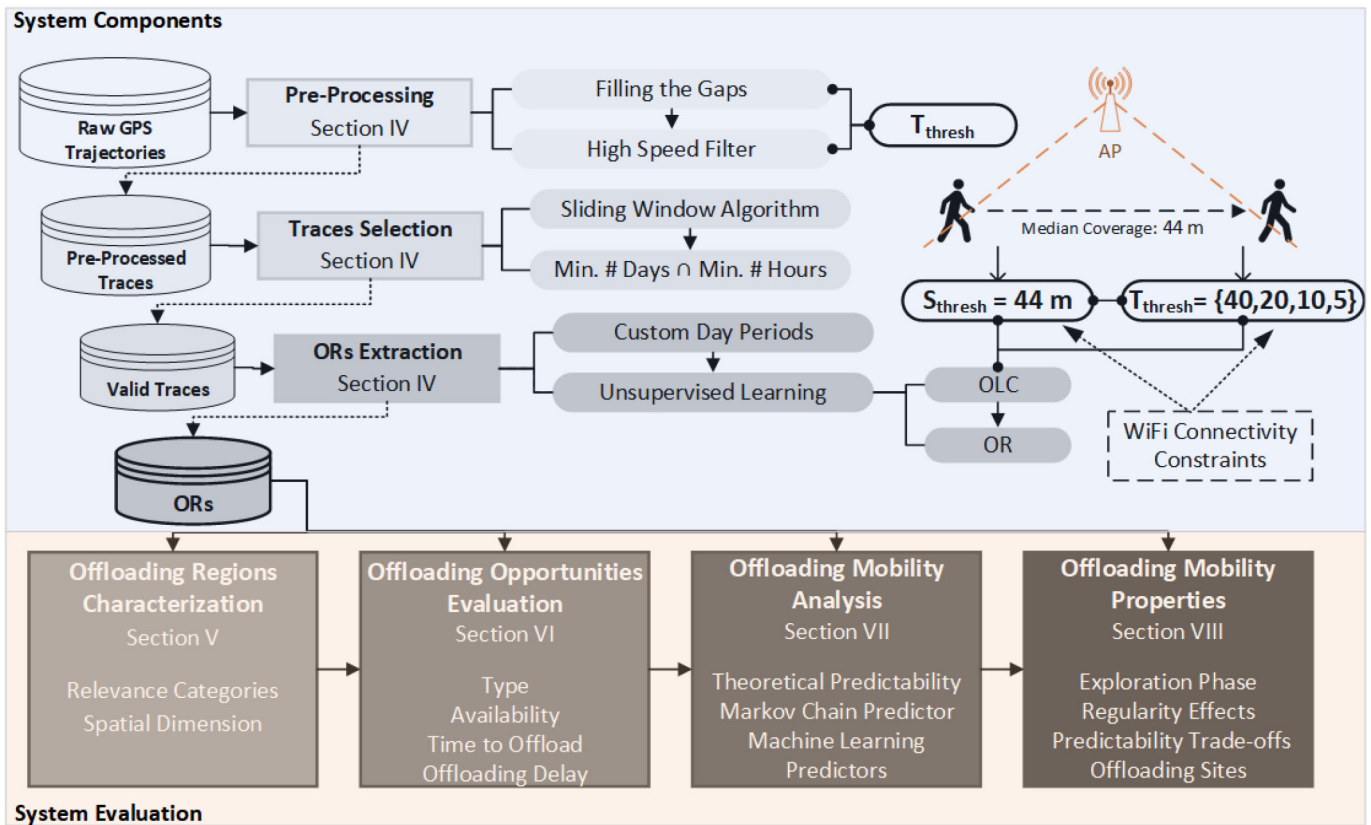 System Components
Raw GPS
Trajectories
Pre-Processing
Section IV
Filling the Gaps
High Speed Filter
T_thresh
AP
Median Coverage: 44 m
Pre-Processed
Traces
Traces Selection
Section IV
Sliding Window Algorithm
Min. # Days ∩ Min. # Hours
S_thresh = 44 m
T_thresh= {40,20,10,5}
Valid Traces
ORs Extraction
Section IV
Custom Day Periods
Unsupervised Learning
OLC
OR
WiFi Connectivity
Constraints
ORs
Offloading Regions
Characterization
Section V
Relevance Categories
Spatial Dimension
Offloading Opportunities
Evaluation
Section VI
Type
Availability
Time to Offload
Offloading Delay
Offloading Mobility
Analysis
Section VII
Theoretical Predictability
Markov Chain Predictor
Machine Learning
Predictors
Offloading Mobility
Properties
Section VIII
Exploration Phase
Regularity Effects
Predictability Trade-offs
Offloading Sites
System Evaluation